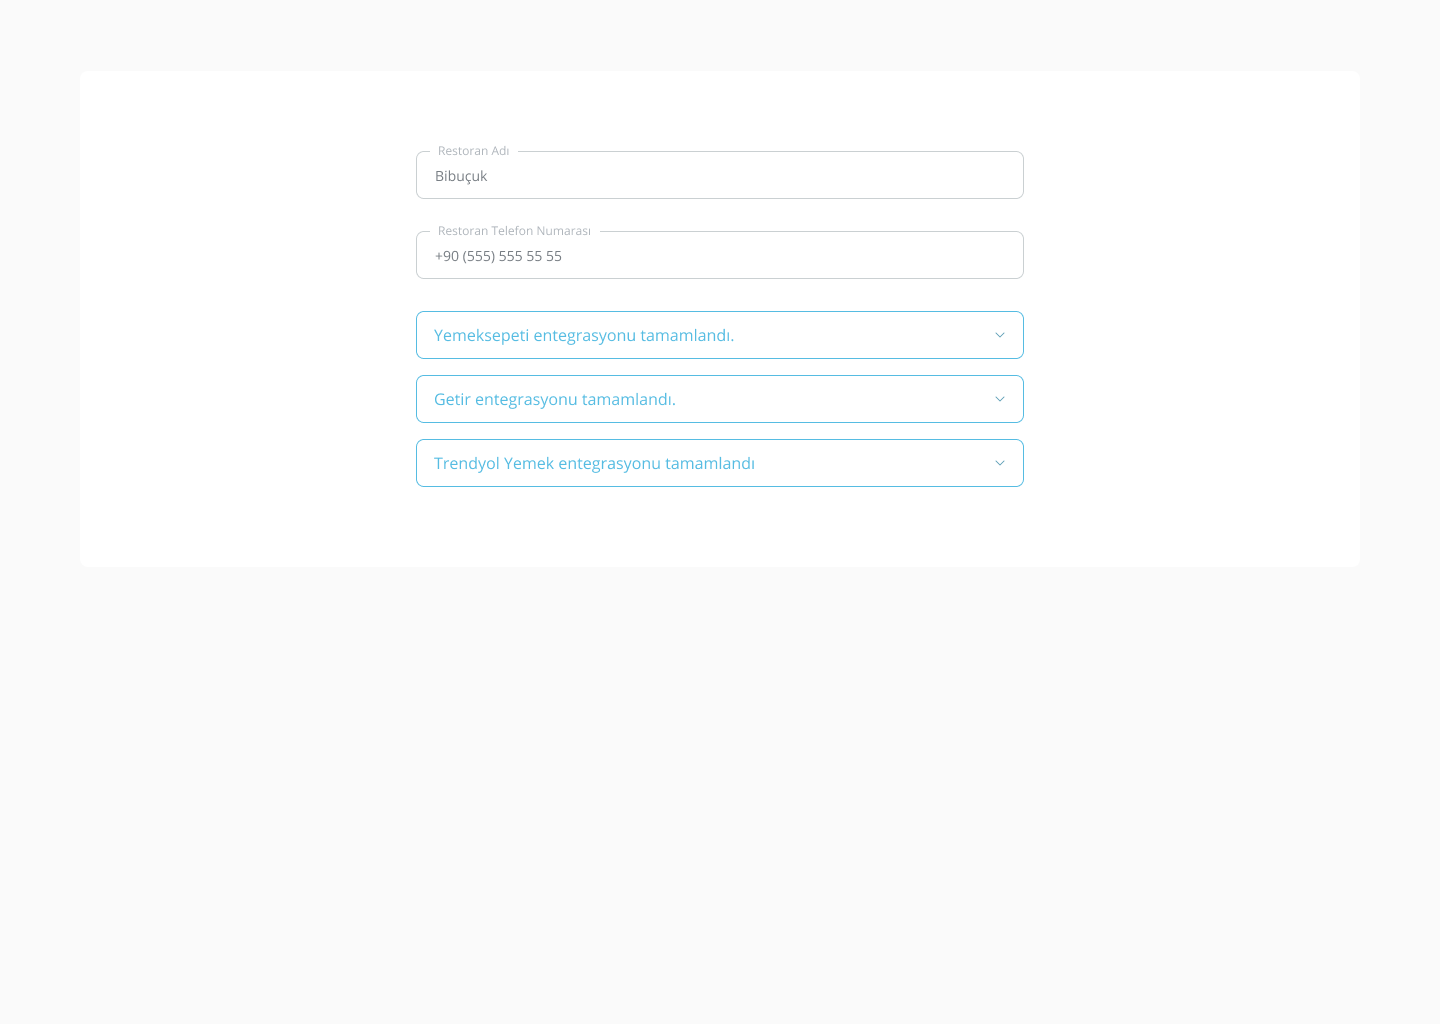 Restoran Adı
Bibuçuk
Restoran Telefon Numarası
+90 (555) 555 55 55
Yemeksepeti entegrasyonu tamamlandı.
Getir entegrasyonu tamamlandı.
Trendyol Yemek entegrasyonu tamamlandı